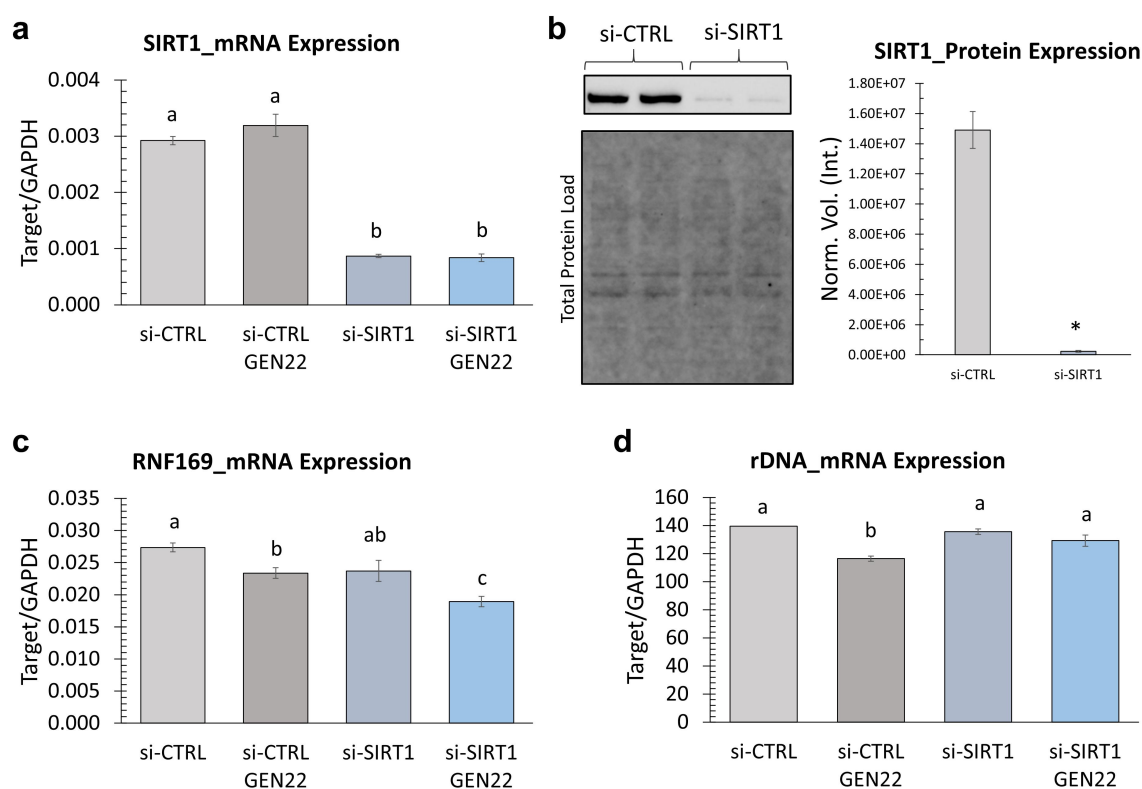 a
SIRT1_mRNA Expression
Target/GAPDH
0.004
0.003
0.002
0.001
0.000
a
a
b
b
si-CTRL
si-CTRL
GEN22
si-SIRT1
si-SIRT1
GEN22
b
si-CTRL
si-SIRT1
Total Protein Load
SIRT1_Protein Expression
Norm. Vol. (Int.)
1.80E+07
1.60E+07
1.40E+07
1.20E+07
1.00E+07
8.00E+06
6.00E+06
4.00E+06
2.00E+06
0.00E+00
*
si-CTRL
si-SIRT1
c
RNF169_mRNA Expression
Target/GAPDH
0.035
0.030
0.025
0.020
0.015
0.010
0.005
0.000
a
b
ab
c
si-CTRL
si-CTRL
GEN22
si-SIRT1
si-SIRT1
GEN22
d
rDNA_mRNA Expression
Target/GAPDH
160
140
120
100
80
60
40
20
0
a
b
a
a
si-CTRL
si-CTRL
GEN22
si-SIRT1
si-SIRT1
GEN22